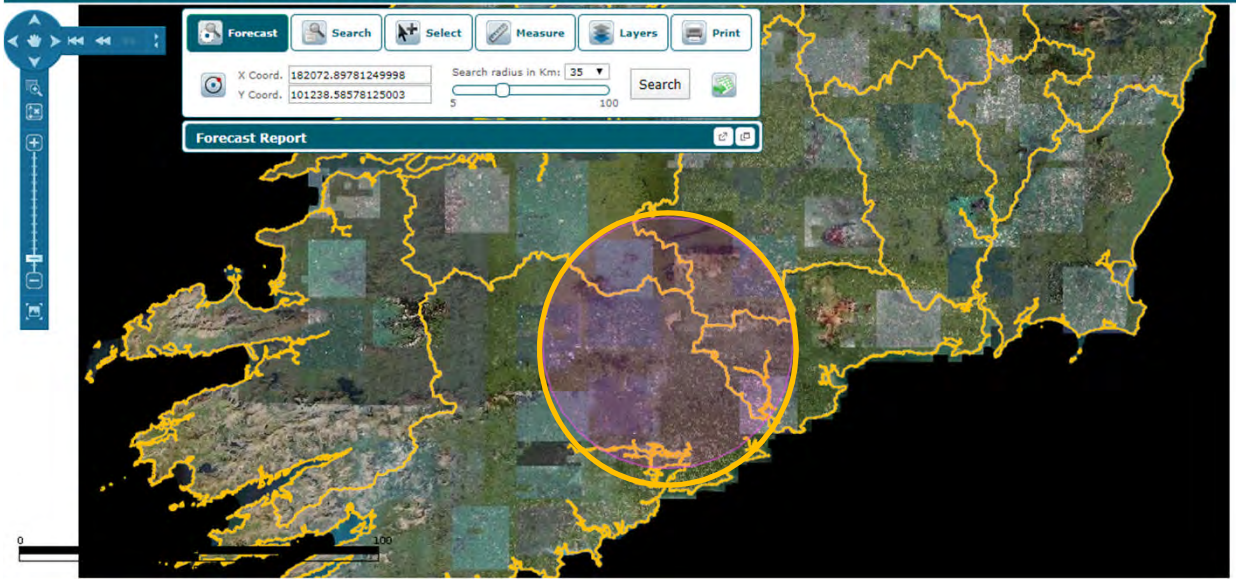 Forecast Search Select Measure Layers Print
X Coord. 182072.89781249998 Search radius in Km: 35
Y Coord. 101238.58578125003 Search
5 100
Forecast Report
0 100